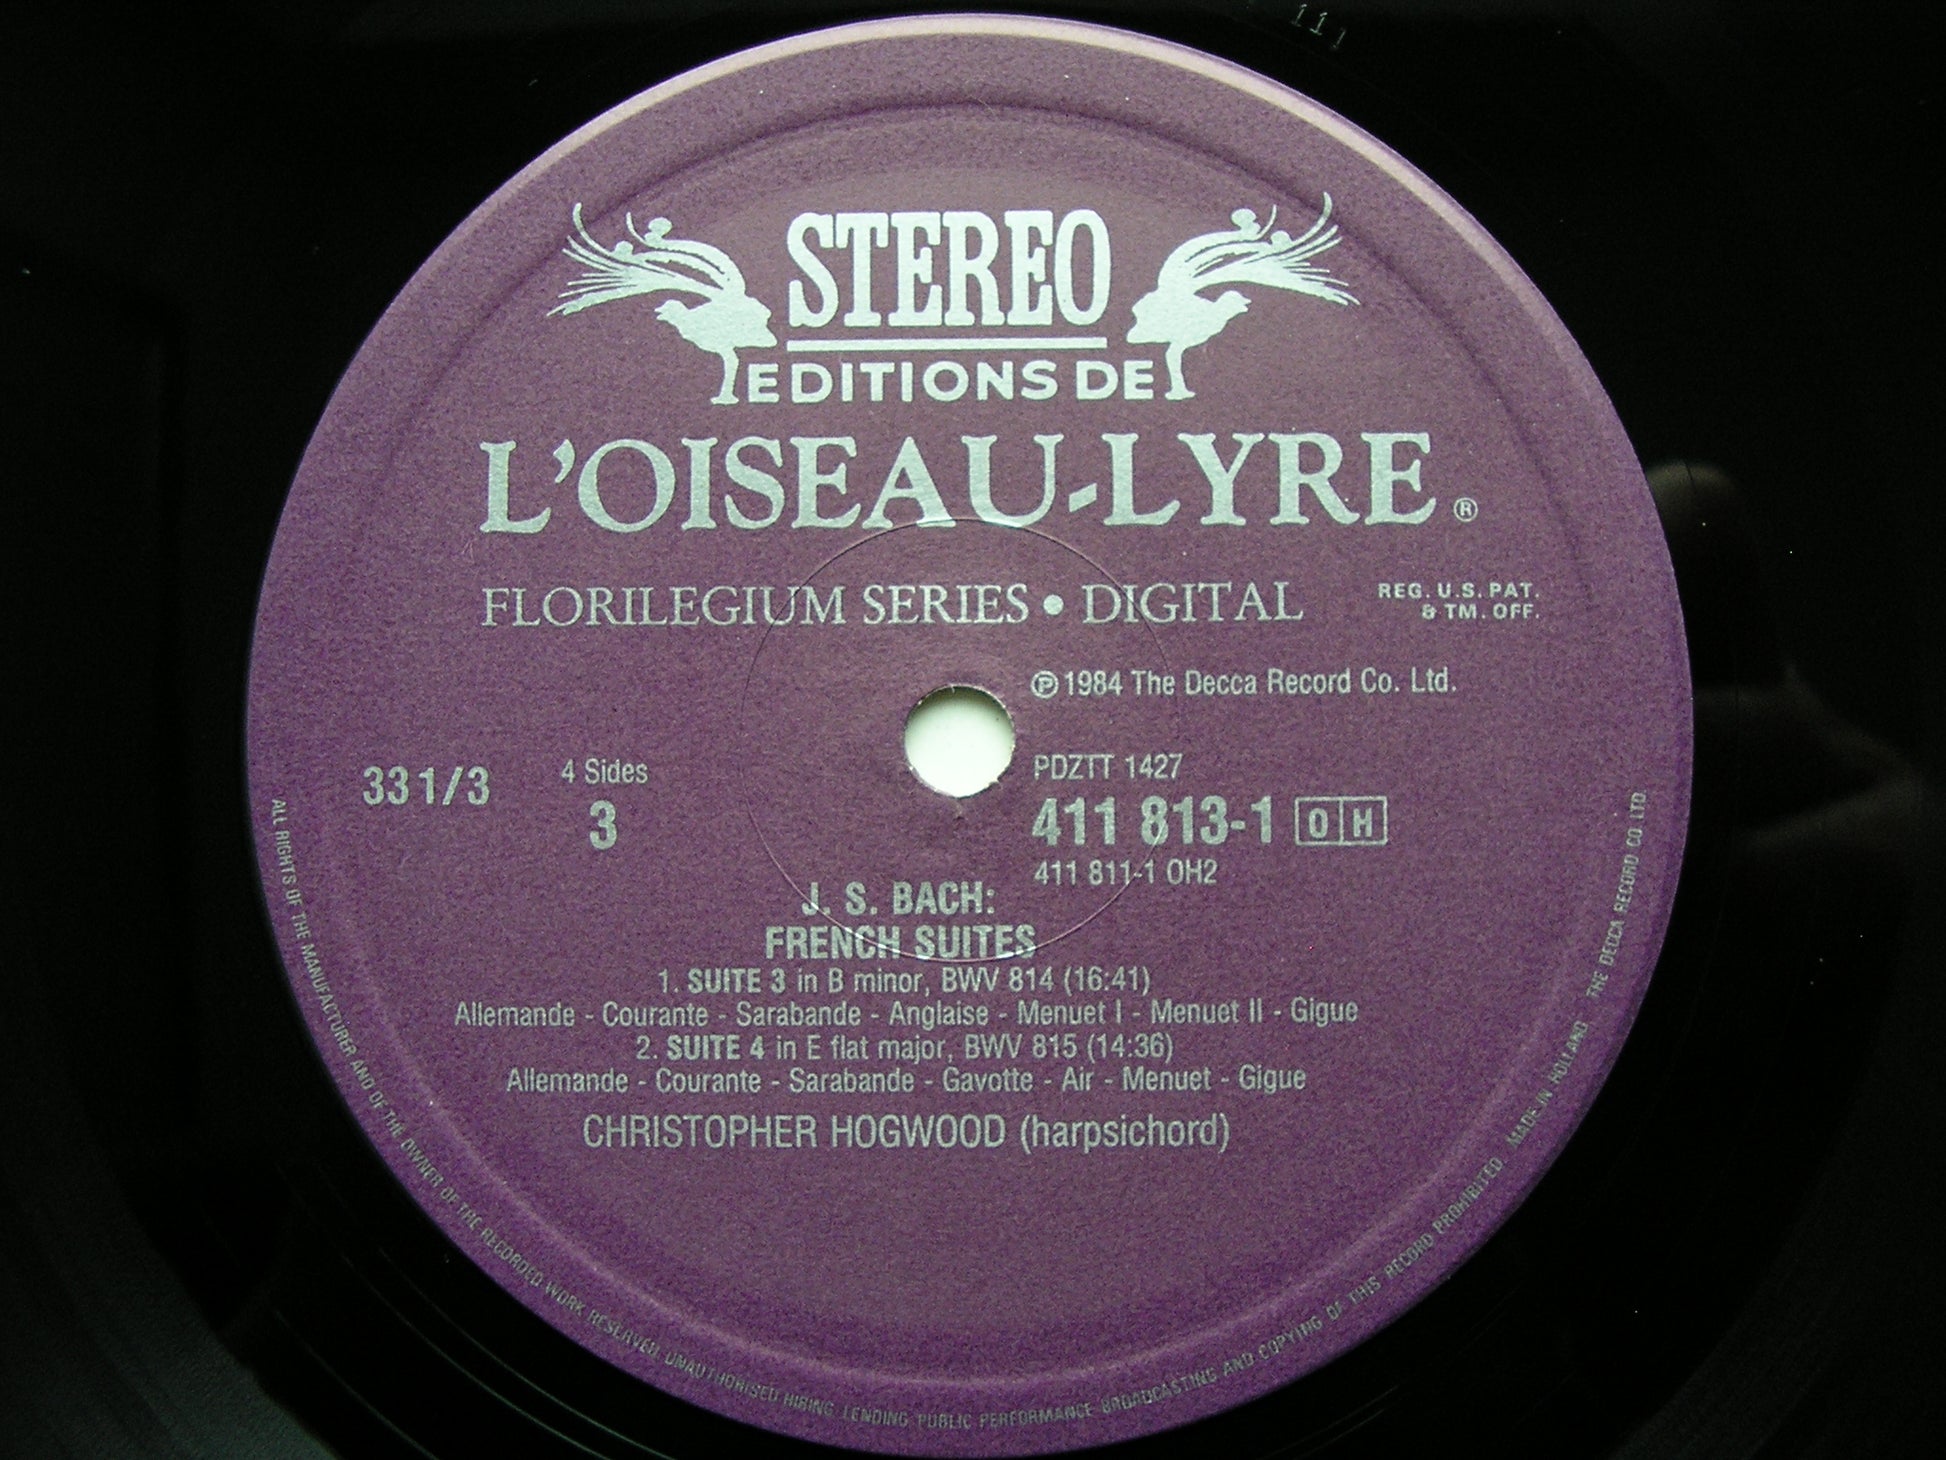 STEREO
EDITIONS DE
L'OISEAU-LYRE ®
FLORILEGIUM SERIES • DIGITAL
REG. U.S. PAT.
& TM. OFF.
℗ 1984 The Decca Record Co. Ltd.
33 1/3
4 Sides
3
PDZTT 1427
411 813-1 OH
411 811-1 OH2
J. S. BACH:
FRENCH SUITES
1. SUITE 3 in B minor, BWV 814 (16:41)
Allemande - Courante - Sarabande - Anglaise - Menuet I - Menuet II - Gigue
2. SUITE 4 in E flat major, BWV 815 (14:36)
Allemande - Courante - Sarabande - Gavotte - Air - Menuet - Gigue
CHRISTOPHER HOGWOOD (harpsichord)
ALL RIGHTS OF THE MANUFACTURER AND OF THE OWNER OF THE RECORDED WORK RESERVED. UNAUTHORISED HIRING, LENDING PUBLIC PERFORMANCE BROADCASTING AND COPYING OF THIS RECORD PROHIBITED. MADE IN HOLLAND THE DECCA RECORD CO. LTD.